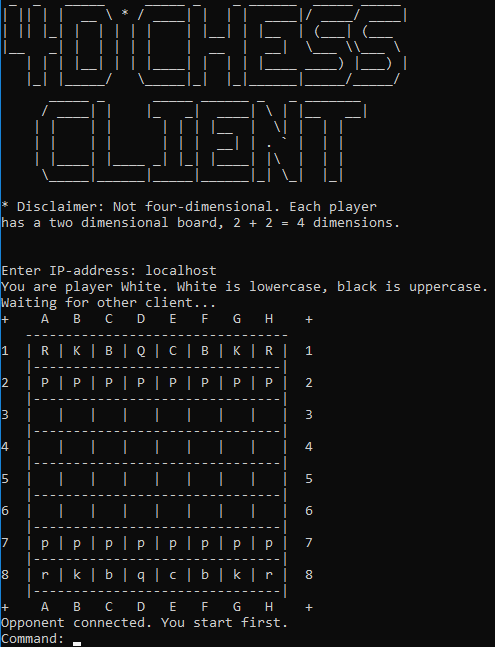 4D*CHESS
CLIENT
* Disclaimer: Not four-dimensional. Each player
has a two dimensional board, 2 + 2 = 4 dimensions.
Enter IP-address: localhost
You are player White. White is lowercase, black is uppercase.
Waiting for other client...
+ A B C D E F G H +
1 | R | K | B | Q | C | B | K | R | 1
2 | P | P | P | P | P | P | P | P | 2
3 | | | | | | | | | 3
4 | | | | | | | | | 4
5 | | | | | | | | | 5
6 | | | | | | | | | 6
7 | p | p | p | p | p | p | p | p | 7
8 | r | k | b | q | c | b | k | r | 8
+ A B C D E F G H +
Opponent connected. You start first.
Command: _